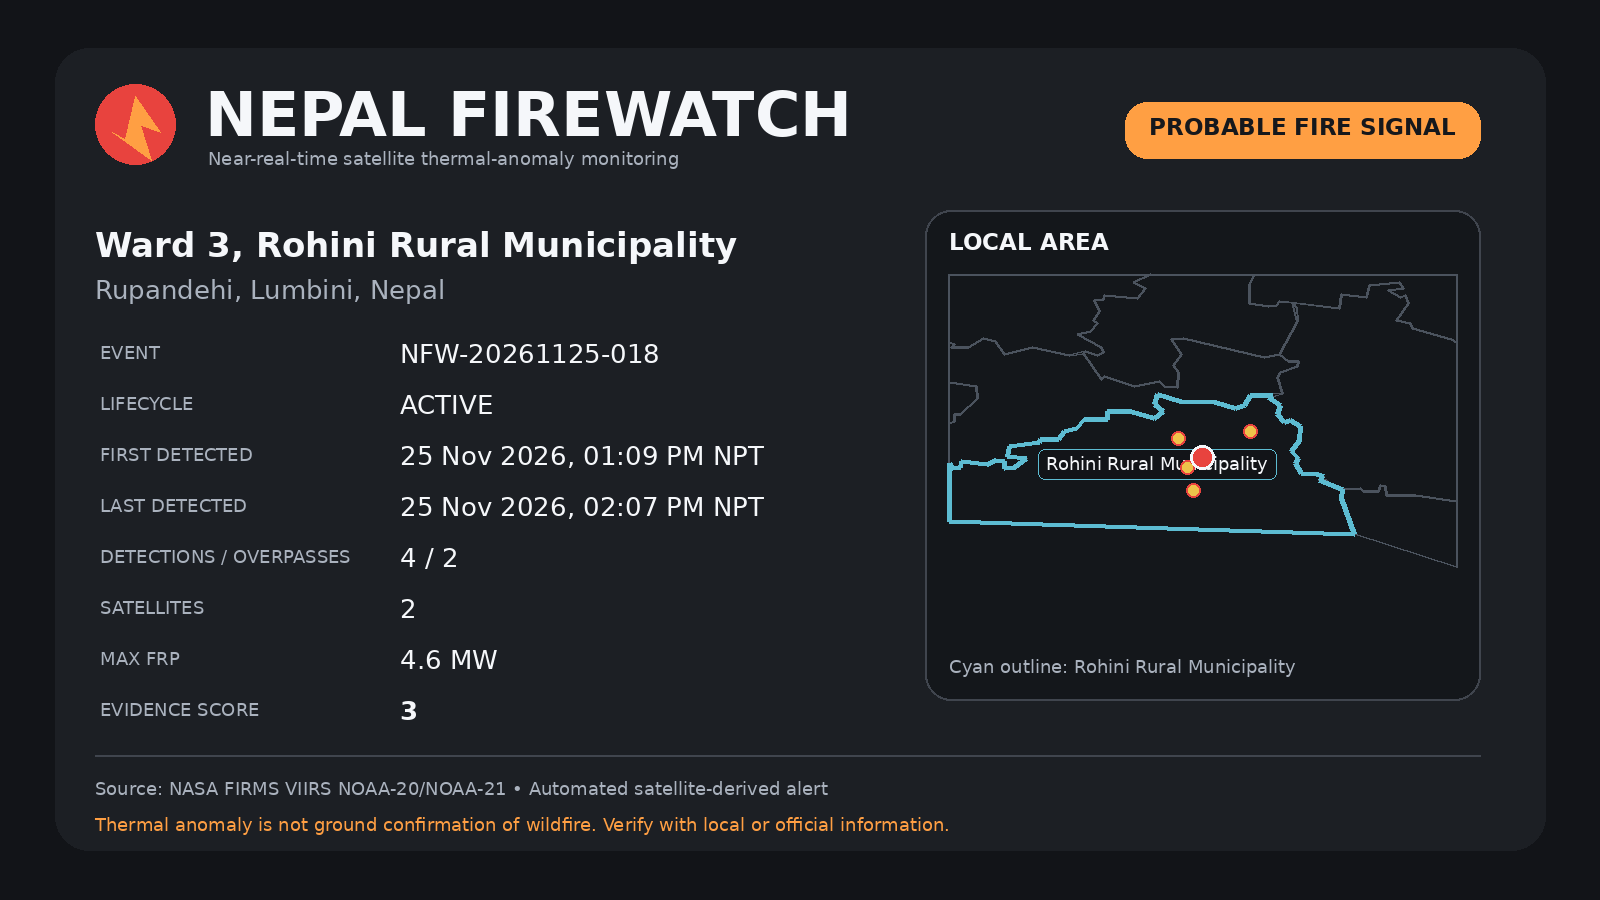 NEPAL FIREWATCH
Near-real-time satellite thermal-anomaly monitoring
PROBABLE FIRE SIGNAL
Ward 3, Rohini Rural Municipality
Rupandehi, Lumbini, Nepal
EVENT NFW-20261125-018
LIFECYCLE ACTIVE
FIRST DETECTED 25 Nov 2026, 01:09 PM NPT
LAST DETECTED 25 Nov 2026, 02:07 PM NPT
DETECTIONS / OVERPASSES 4 / 2
SATELLITES 2
MAX FRP 4.6 MW
EVIDENCE SCORE 3
LOCAL AREA
Rohini Rural Municipality
Cyan outline: Rohini Rural Municipality
Source: NASA FIRMS VIIRS NOAA-20/NOAA-21 • Automated satellite-derived alert
Thermal anomaly is not ground confirmation of wildfire. Verify with local or official information.